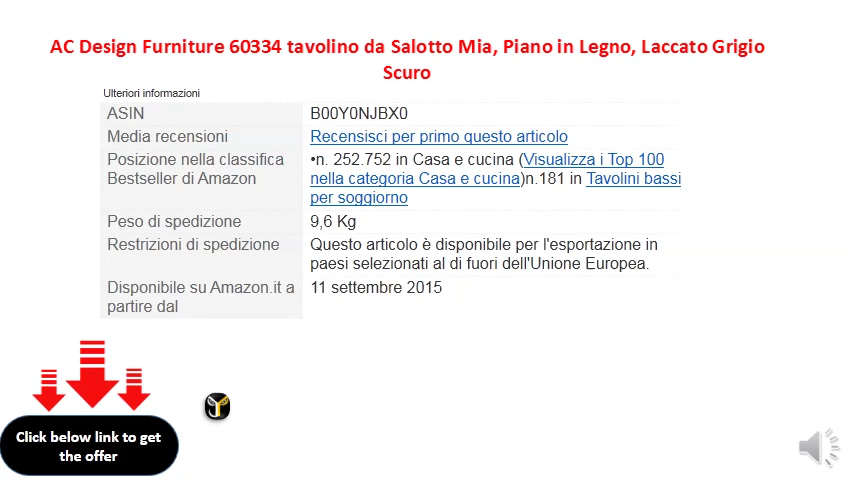 AC Design Furniture 60334 tavolino da Salotto Mia, Piano in Legno, Laccato Grigio
Scuro
Ulteriori informazioni
ASIN B00Y0NJBX0
Media recensioni Recensisci per primo questo articolo
Posizione nella classifica •n. 252.752 in Casa e cucina (Visualizza i Top 100
Bestseller di Amazon nella categoria Casa e cucina)n.181 in Tavolini bassi
per soggiorno
Peso di spedizione 9,6 Kg
Restrizioni di spedizione Questo articolo è disponibile per l'esportazione in
paesi selezionati al di fuori dell'Unione Europea.
Disponibile su Amazon.it a 11 settembre 2015
partire dal
Click below link to get
the offer